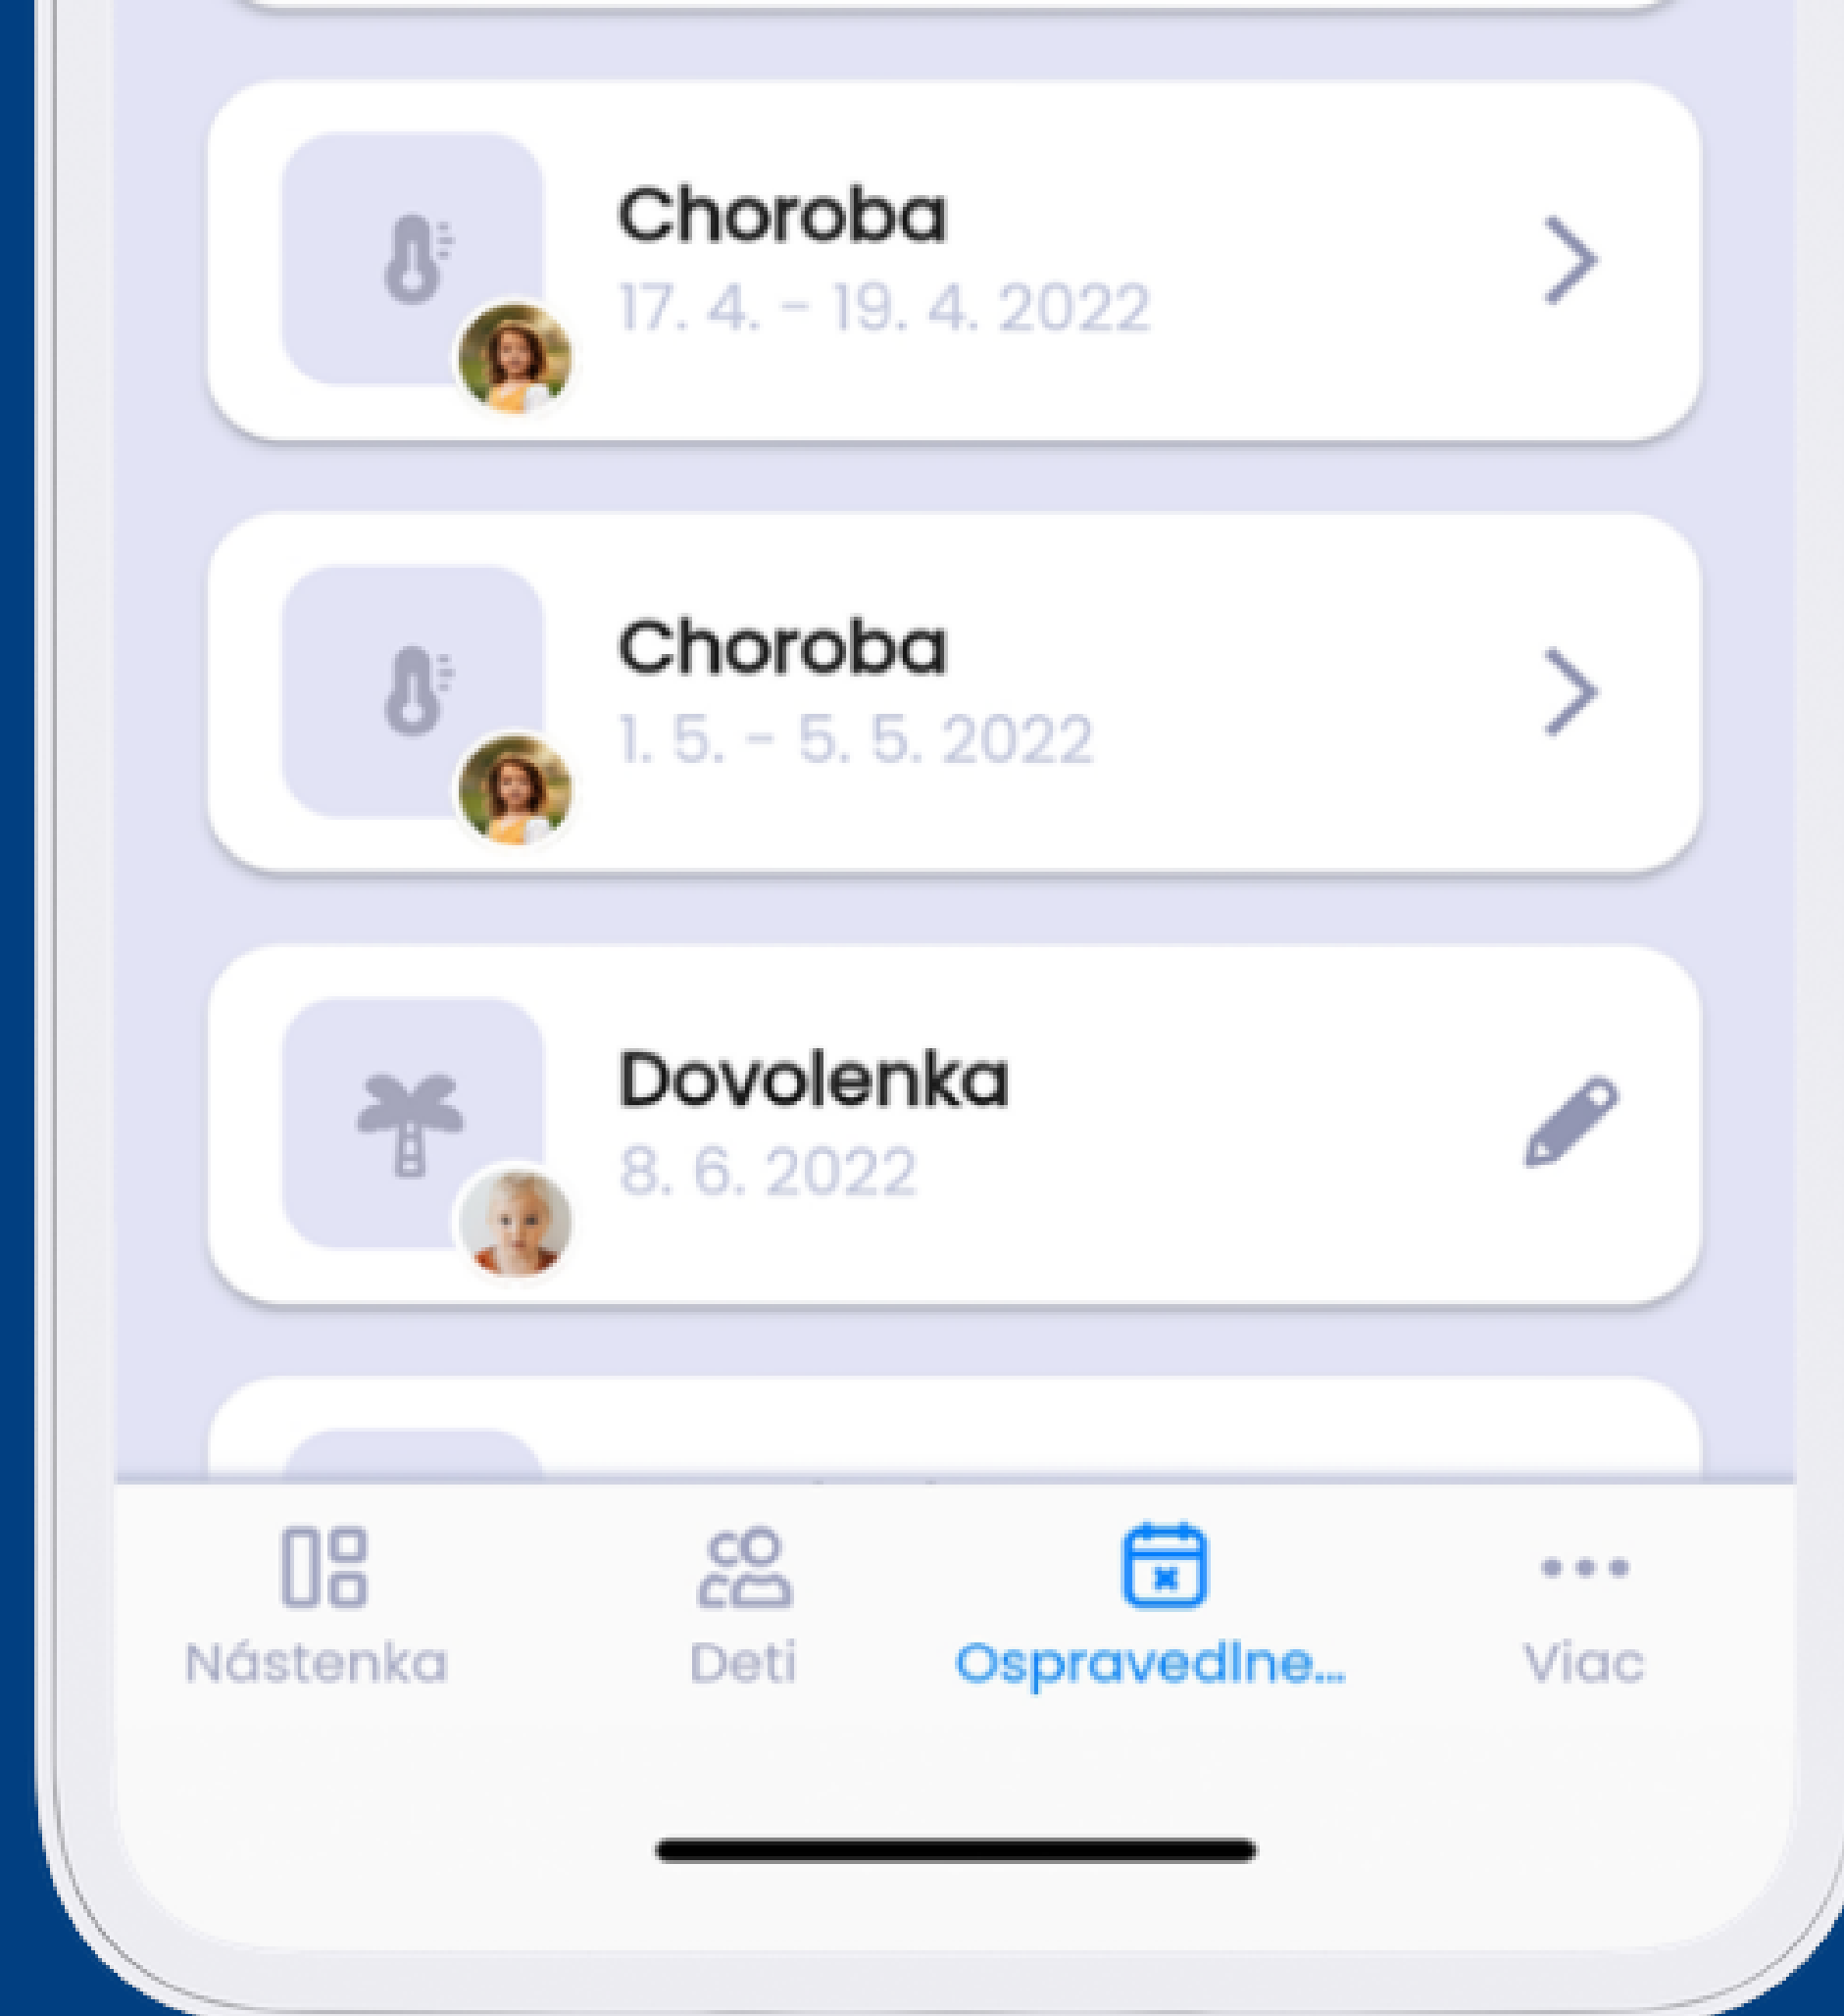 Choroba
17. 4. - 19. 4. 2022
Choroba
1. 5. - 5. 5. 2022
Dovolenka
8. 6. 2022
Nástenka
Deti
Ospravedlne...
Viac